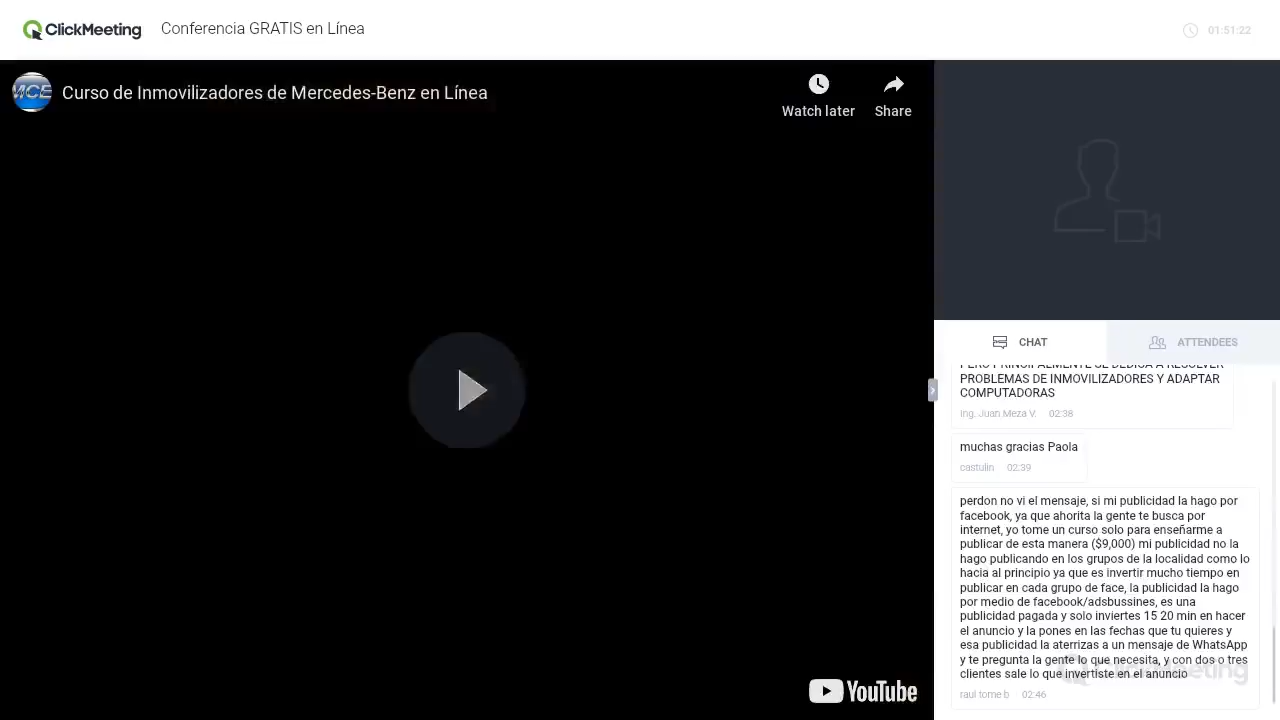 ClickMeeting
Conferencia GRATIS en Línea
01:51:22
MCE
Curso de Inmovilizadores de Mercedes-Benz en Línea
Watch later
Share
CHAT
ATTENDEES
PERO PRINCIPALMENTE SE DEDICA A RESOLVER
PROBLEMAS DE INMOVILIZADORES Y ADAPTAR
COMPUTADORAS
Ing. Juan Meza V. 02:38
muchas gracias Paola
castulin 02:39
perdon no vi el mensaje, si mi publicidad la hago por
facebook, ya que ahorita la gente te busca por
internet, yo tome un curso solo para enseñarme a
publicar de esta manera ($9,000) mi publicidad no la
hago publicando en los grupos de la localidad como lo
hacia al principio ya que es invertir mucho tiempo en
publicar en cada grupo de face, la publicidad la hago
por medio de facebook/adsbussines, es una
publicidad pagada y solo inviertes 15 20 min en hacer
el anuncio y la pones en las fechas que tu quieres y
esa publicidad la aterrizas a un mensaje de WhatsApp
y te pregunta la gente lo que necesita, y con dos o tres
clientes sale lo que invertiste en el anuncio
raul tome b 02:46
ClickMeeting
YouTube